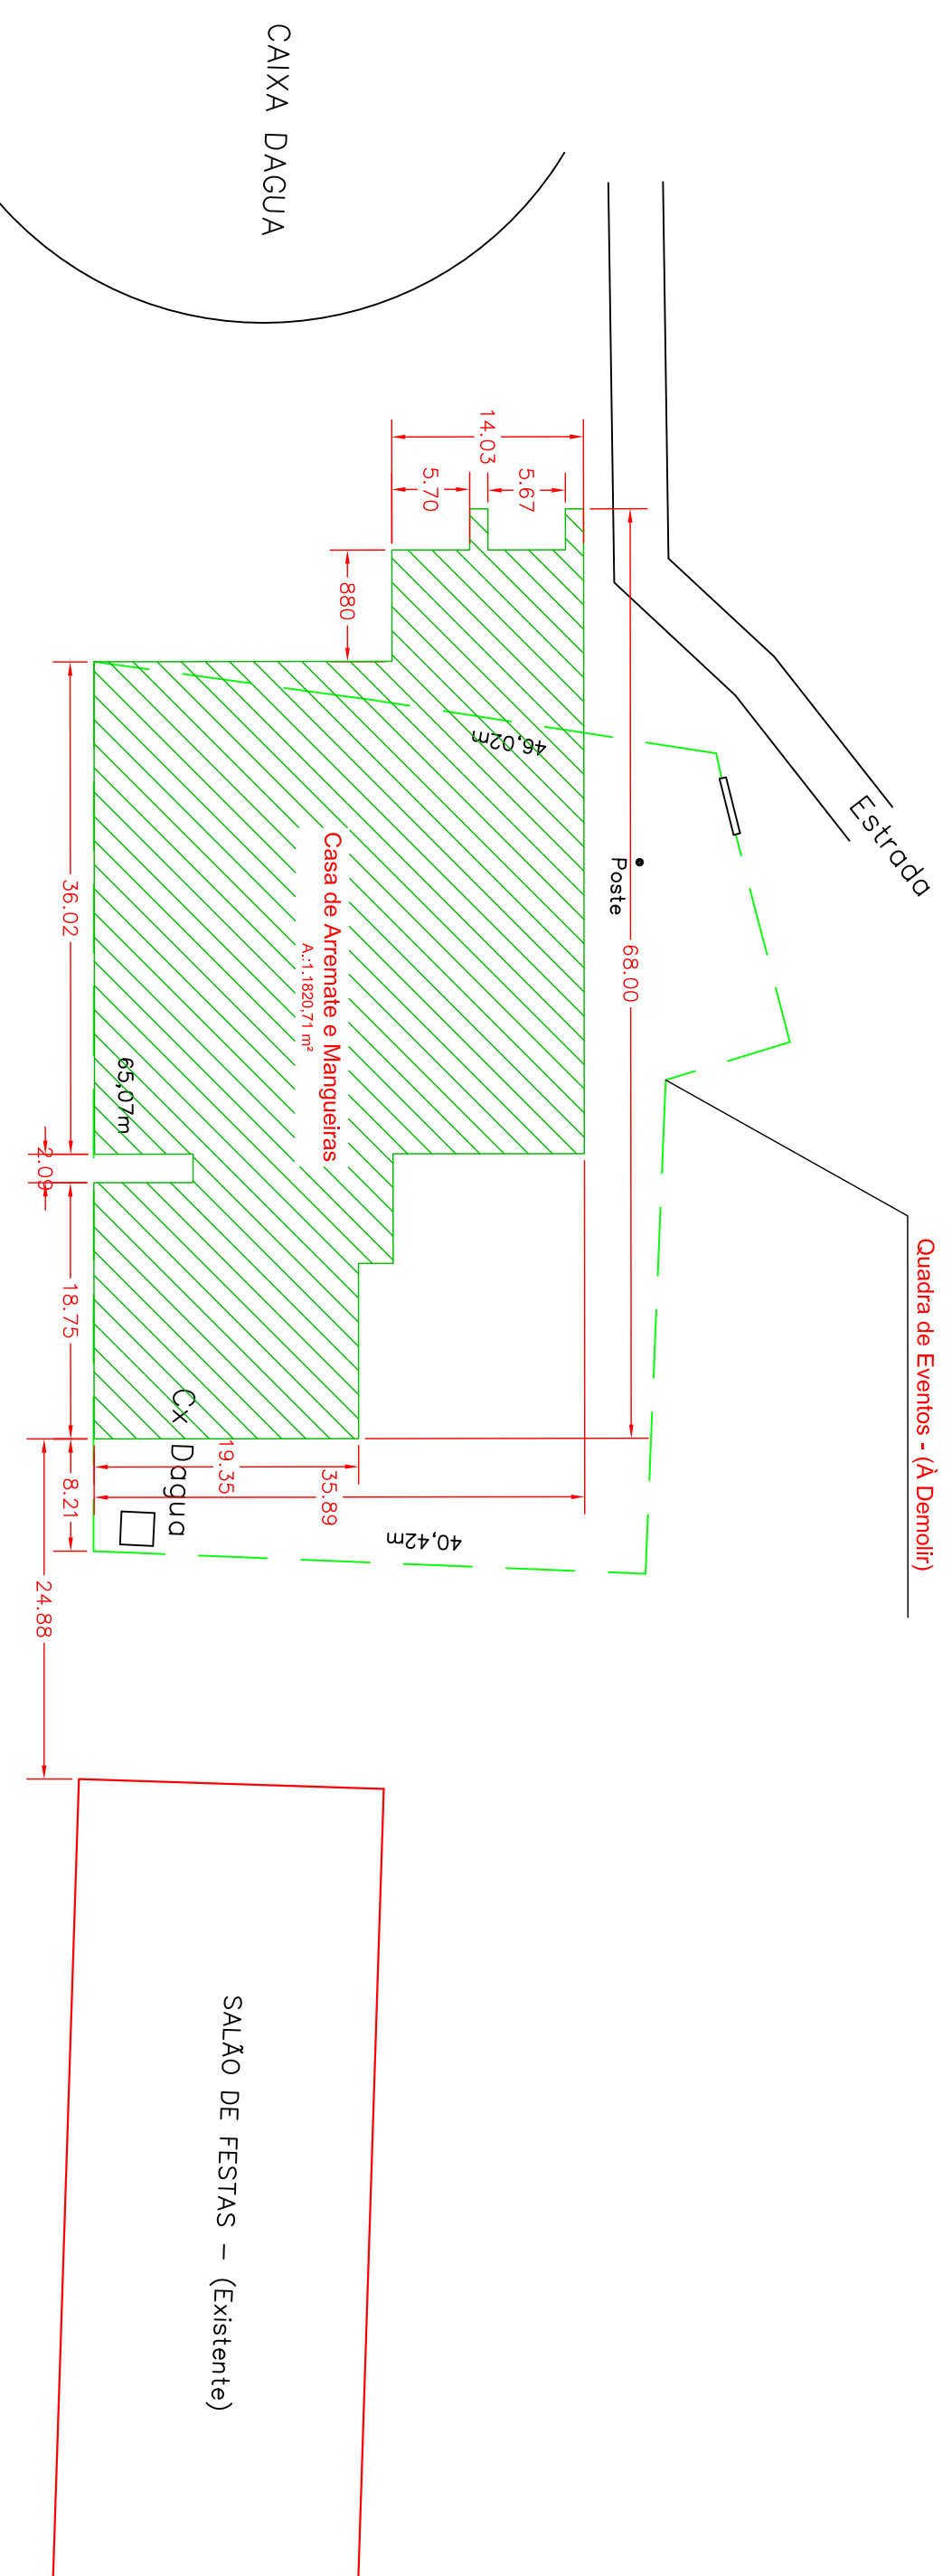 CAIXA DAGUA
14.03
5.67
5.70
880
68.00
46,02m
Estrada
Poste
Casa de Arremate e Mangueiras
A.:1.1820,71 m²
36.02
65,07m
2.09
18.75
Quadra de Eventos - (À Demolir)
Cx Dagua
19.35
35.89
8.21
40,42m
24.88
SALÃO DE FESTAS – (Existente)